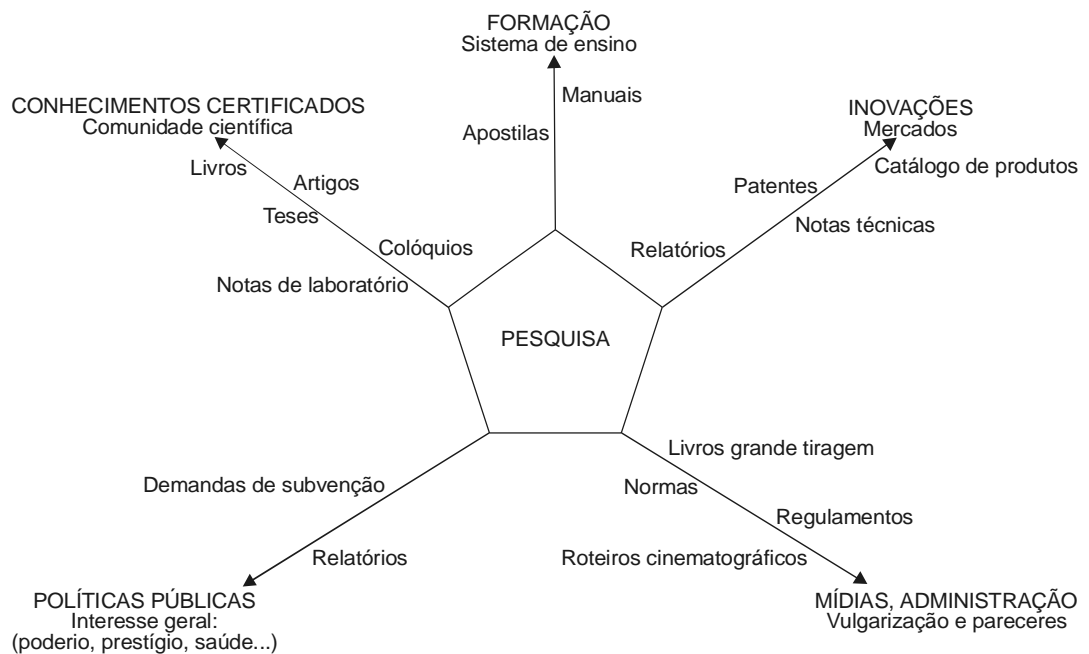 FORMAÇÃO
Sistema de ensino
Manuais
Apostilas
CONHECIMENTOS CERTIFICADOS
Comunidade científica
Livros
Artigos
Teses
Colóquios
Notas de laboratório
INOVAÇÕES
Mercados
Catálogo de produtos
Patentes
Notas técnicas
Relatórios
PESQUISA
Demandas de subvenção
Relatórios
POLÍTICAS PÚBLICAS
Interesse geral:
(poderio, prestígio, saúde...)
Livros grande tiragem
Normas
Regulamentos
Roteiros cinematográficos
MÍDIAS, ADMINISTRAÇÃO
Vulgarização e pareceres